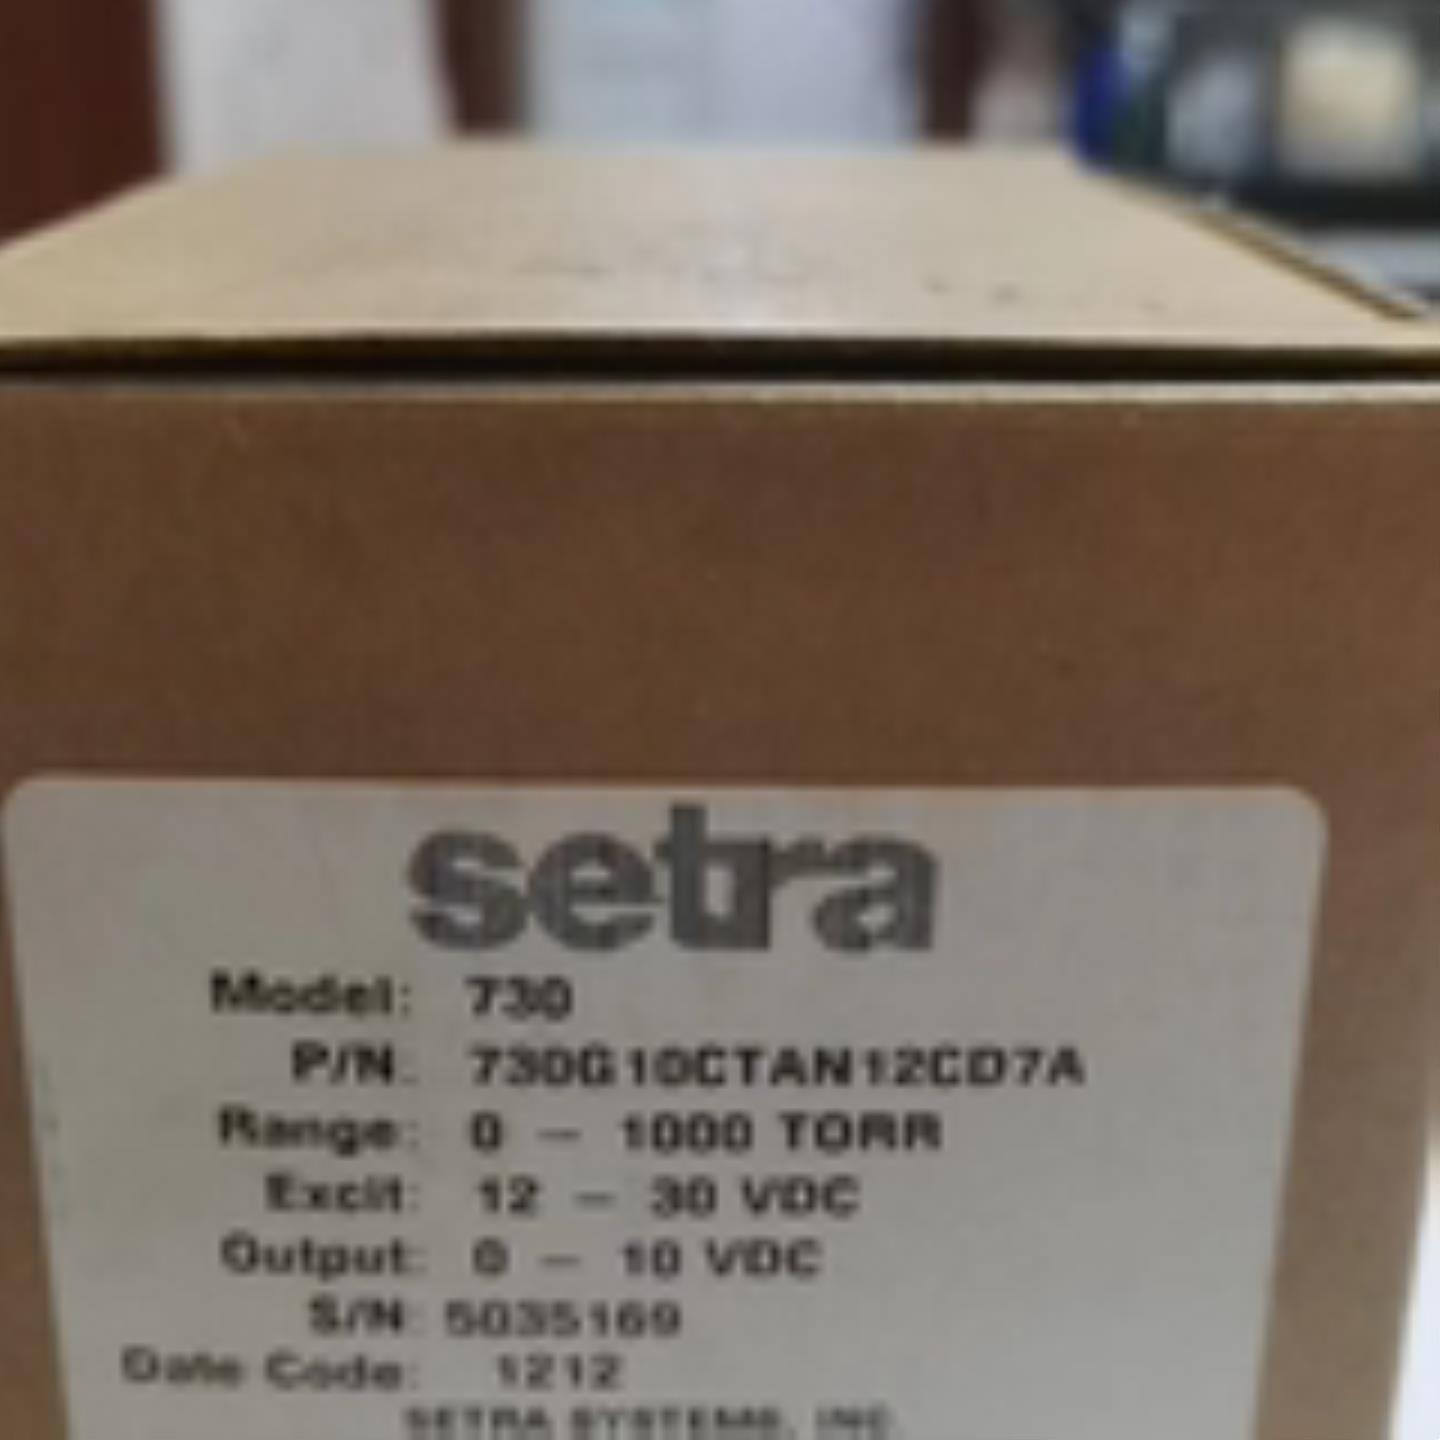 setra
Model: 730
P/N: 730G10CTAN12CD7A
Range: 0 - 1000 TORR
Excit: 12 - 30 VDC
Output: 0 - 10 VDC
S/N: 5035169
Date Code: 1212
SETRA SYSTEMS, INC.